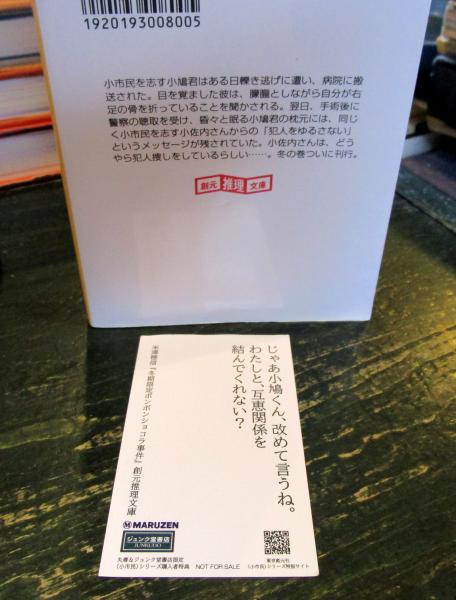 1920193008005
小市民を志す小鳩君はある日轢き逃げに遭い、病院に搬
送された。目を覚ました彼は、朦朧としながら自分が右
足の骨を折っていることを聞かされる。翌日、手術後に
警察の聴取を受け、昏々と眠る小鳩君の枕元には、同じ
く小市民を志す小佐内さんからの「犯人をゆるさない」
というメッセージが残されていた。小佐内さんは、どう
やら犯人捜しをしているらしい……。冬の巻ついに刊行。
創元 推理 文庫
じゃあ小鳩くん、改めて言うね。
わたしと、互恵関係を
結んでくれない？
米澤穂信『冬期限定ボンボンショコラ事件』創元推理文庫
MARUZEN
ジュンク堂書店
JUNKUDO
丸善&ジュンク堂書店限定
〈小市民〉シリーズ購入者特典 NOT FOR SALE
東京創元社
〈小市民〉シリーズ特設サイト